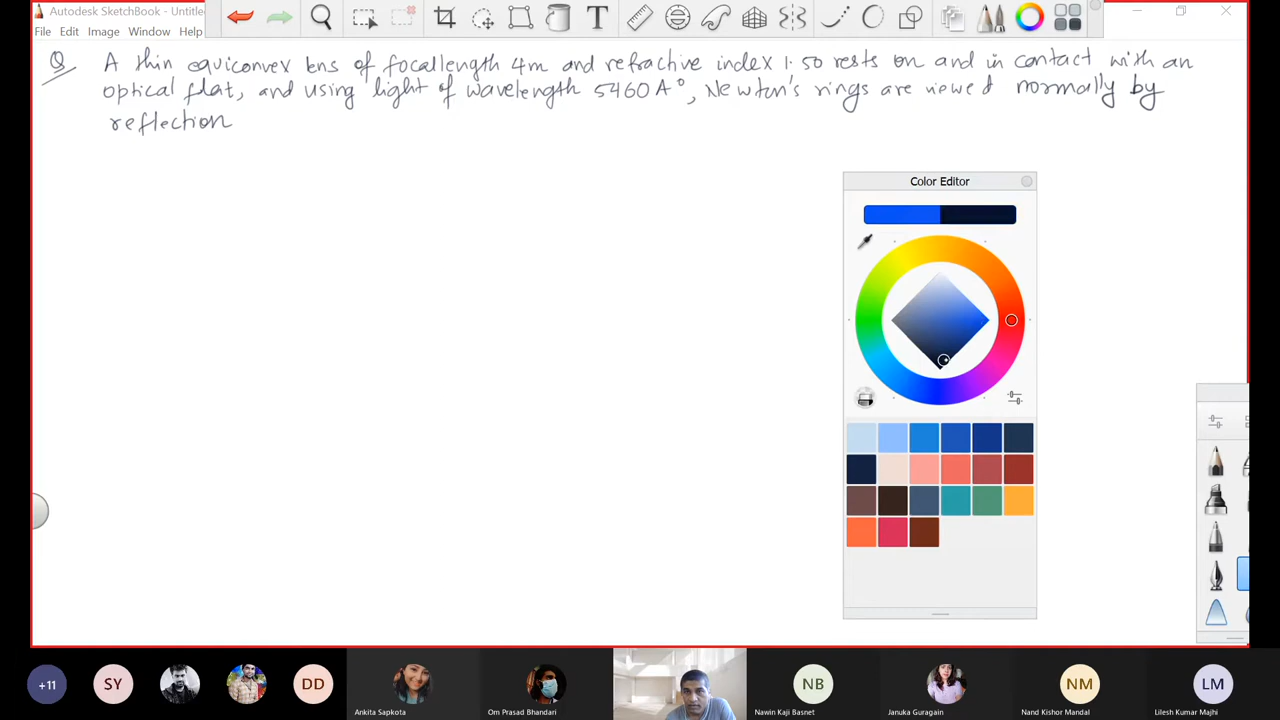 Autodesk SketchBook - Untitle
File Edit Image Window Help
Q A thin equiconvex lens of focal length 4m and refractive index 1.50 rests on and in contact with an
optical flat, and using light of wavelength 5460 A°, Newton's rings are viewed normally by
reflection
Color Editor
+11
SY
DD
Ankita Sapkota
Om Prasad Bhandari
NB
Nawin Kaji Basnet
Januka Guragain
NM
Nand Kishor Mandal
LM
Lilesh Kumar Majhi